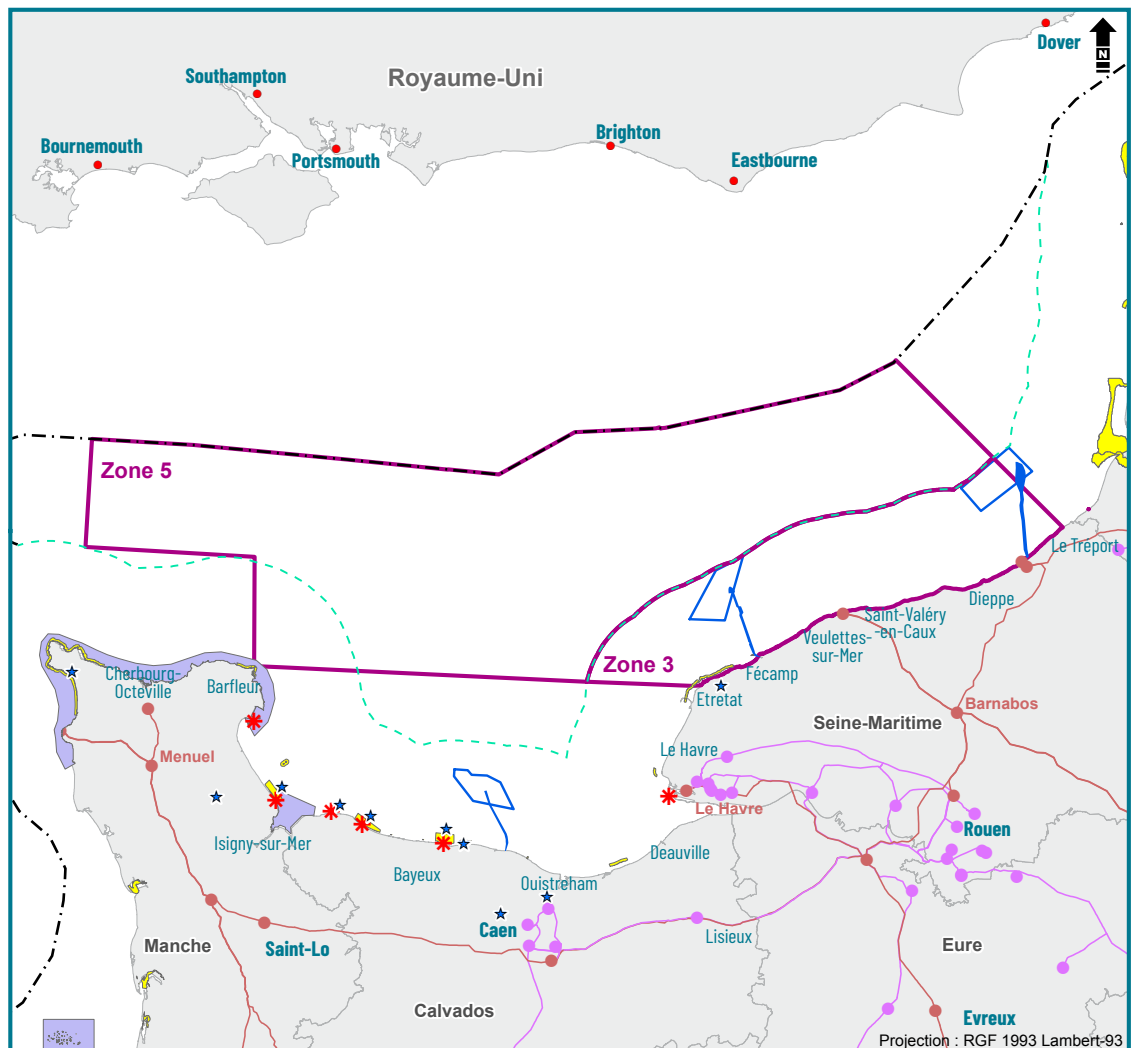 Dover
N
Southampton
Royaume-Uni
Bournemouth
Portsmouth
Brighton
Eastbourne
Zone 5
Le Treport
Dieppe
Saint-Valéry
-en-Caux
Veulettes-
sur-Mer
Zone 3
Fécamp
Cherbourg-
Octeville
Barfleur
Etretat
Barnabos
Seine-Maritime
Menuel
Le Havre
Le Havre
Rouen
Isigny-sur-Mer
Deauville
Bayeux
Ouistreham
Caen
Lisieux
Manche
Saint-Lo
Eure
Calvados
Evreux
Projection : RGF 1993 Lambert-93